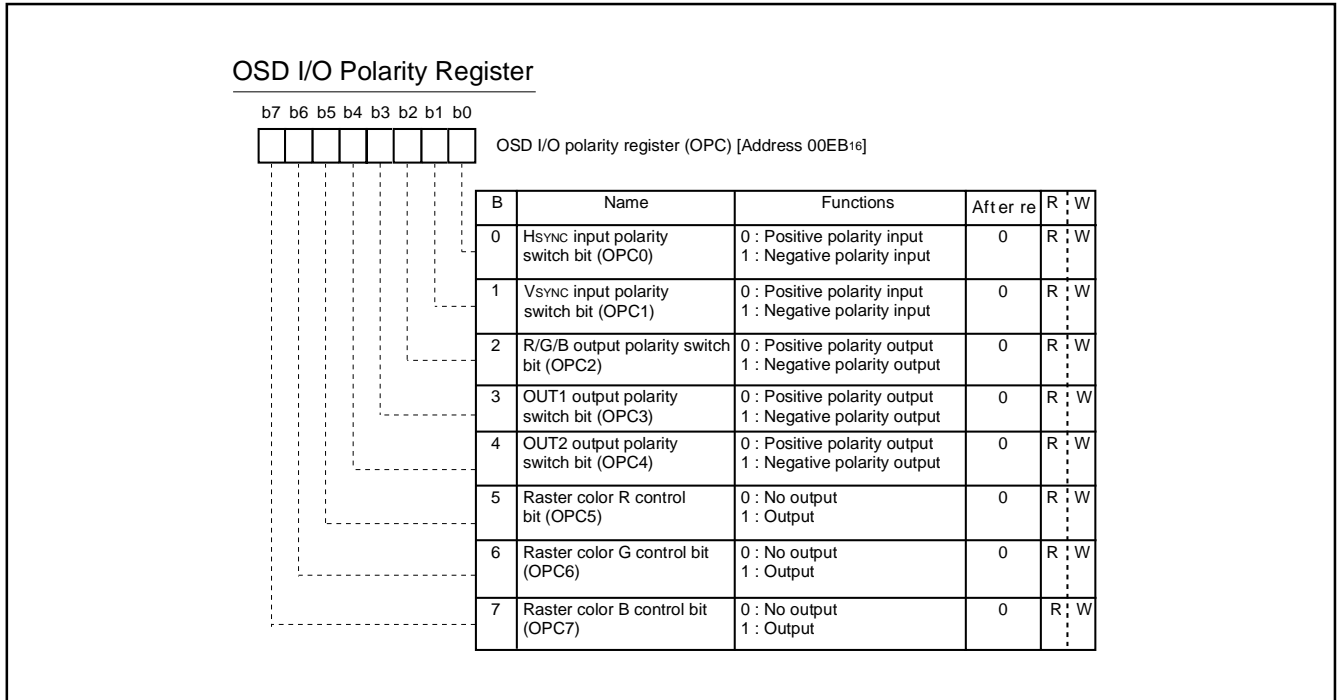 OSD I/O Polarity Register
b7 b6 b5 b4 b3 b2 b1 b0
OSD I/O polarity register (OPC) [Address 00EB16]
B Name Functions After re R W
0 HSYNC input polarity switch bit (OPC0) 0 : Positive polarity input 1 : Negative polarity input 0 R W
1 VSYNC input polarity switch bit (OPC1) 0 : Positive polarity input 1 : Negative polarity input 0 R W
2 R/G/B output polarity switch bit (OPC2) 0 : Positive polarity output 1 : Negative polarity output 0 R W
3 OUT1 output polarity switch bit (OPC3) 0 : Positive polarity output 1 : Negative polarity output 0 R W
4 OUT2 output polarity switch bit (OPC4) 0 : Positive polarity output 1 : Negative polarity output 0 R W
5 Raster color R control bit (OPC5) 0 : No output 1 : Output 0 R W
6 Raster color G control bit (OPC6) 0 : No output 1 : Output 0 R W
7 Raster color B control bit (OPC7) 0 : No output 1 : Output 0 R W